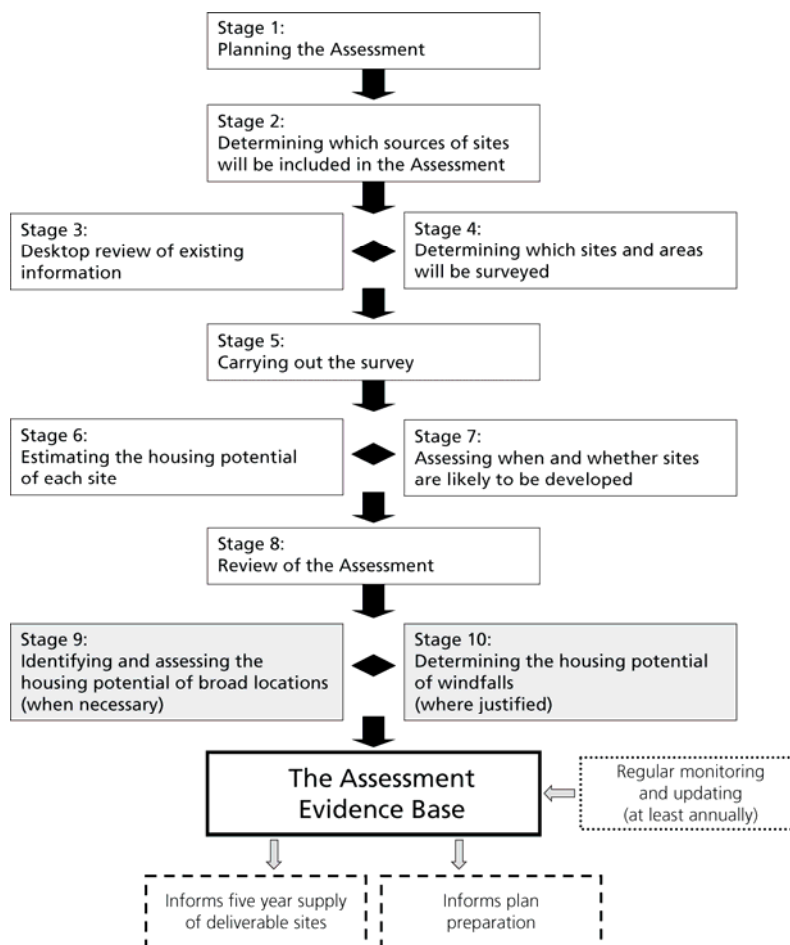 Stage 1:
Planning the Assessment
Stage 2:
Determining which sources of sites
will be included in the Assessment
Stage 3:
Desktop review of existing
information
Stage 4:
Determining which sites and areas
will be surveyed
Stage 5:
Carrying out the survey
Stage 6:
Estimating the housing potential
of each site
Stage 7:
Assessing when and whether sites
are likely to be developed
Stage 8:
Review of the Assessment
Stage 9:
Identifying and assessing the
housing potential of broad locations
(when necessary)
Stage 10:
Determining the housing potential
of windfalls
(where justified)
The Assessment
Evidence Base
Regular monitoring
and updating
(at least annually)
Informs five year supply
of deliverable sites
Informs plan
preparation